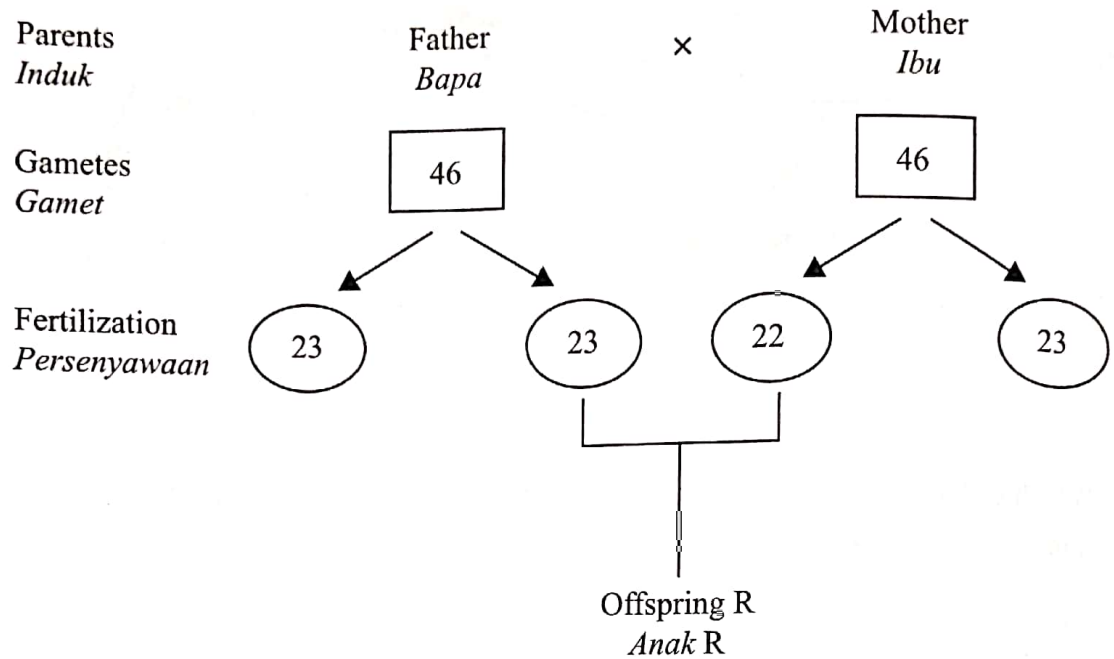 Parents
Induk
Father
Bapa
×
Mother
Ibu
Gametes
Gamet
46
46
Fertilization
Persenyawaan
23
23
22
23
Offspring R
Anak R